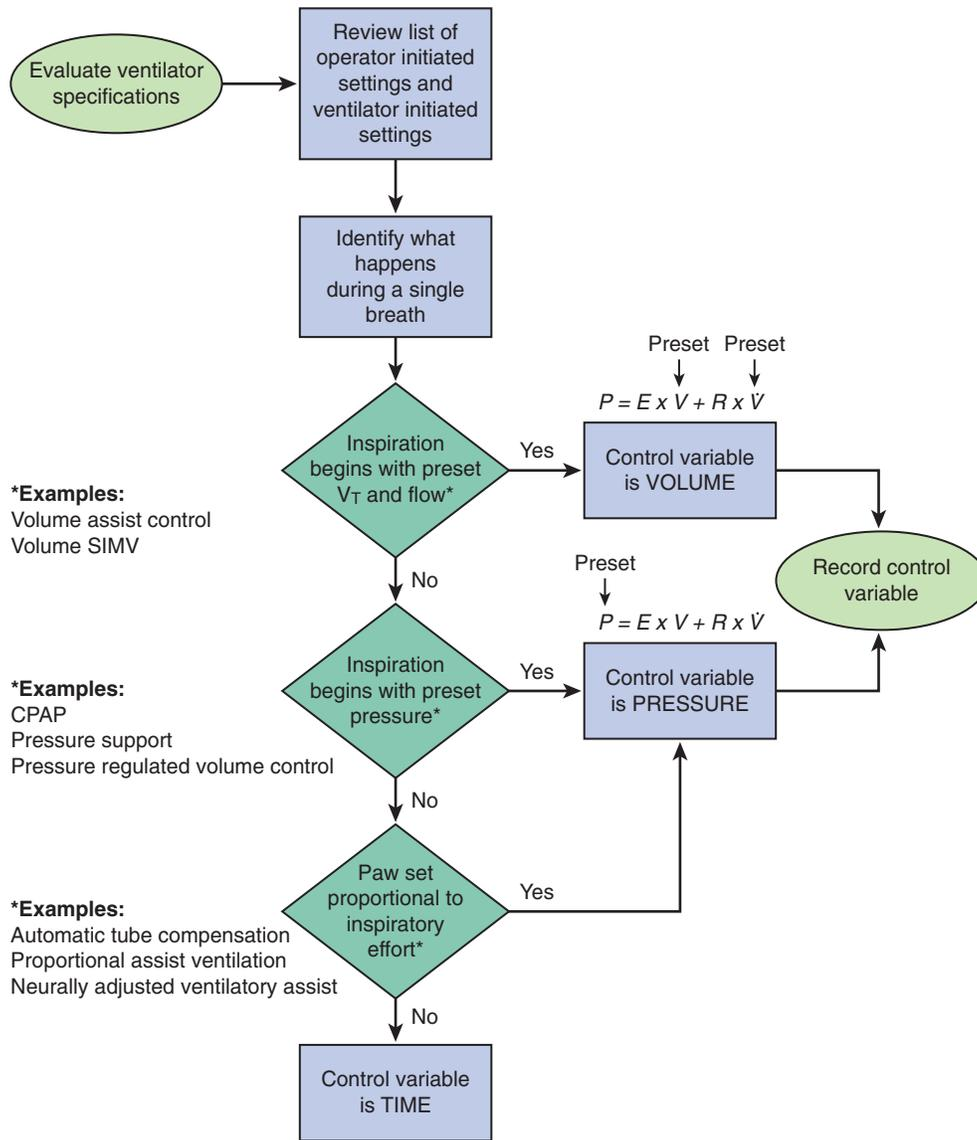 Evaluate ventilator
specifications
Review list of
operator initiated
settings and
ventilator initiated
settings
Identify what
happens
during a single
breath
Inspiration
begins with preset
VT and flow*
Yes
Preset Preset
P = E x V + R x V̇
Control variable
is VOLUME
*Examples:
Volume assist control
Volume SIMV
No
Record control
variable
Inspiration
begins with preset
pressure*
Yes
Preset
P = E x V + R x V̇
Control variable
is PRESSURE
*Examples:
CPAP
Pressure support
Pressure regulated volume control
No
Paw set
proportional to
inspiratory
effort*
Yes
*Examples:
Automatic tube compensation
Proportional assist ventilation
Neurally adjusted ventilatory assist
No
Control variable
is TIME